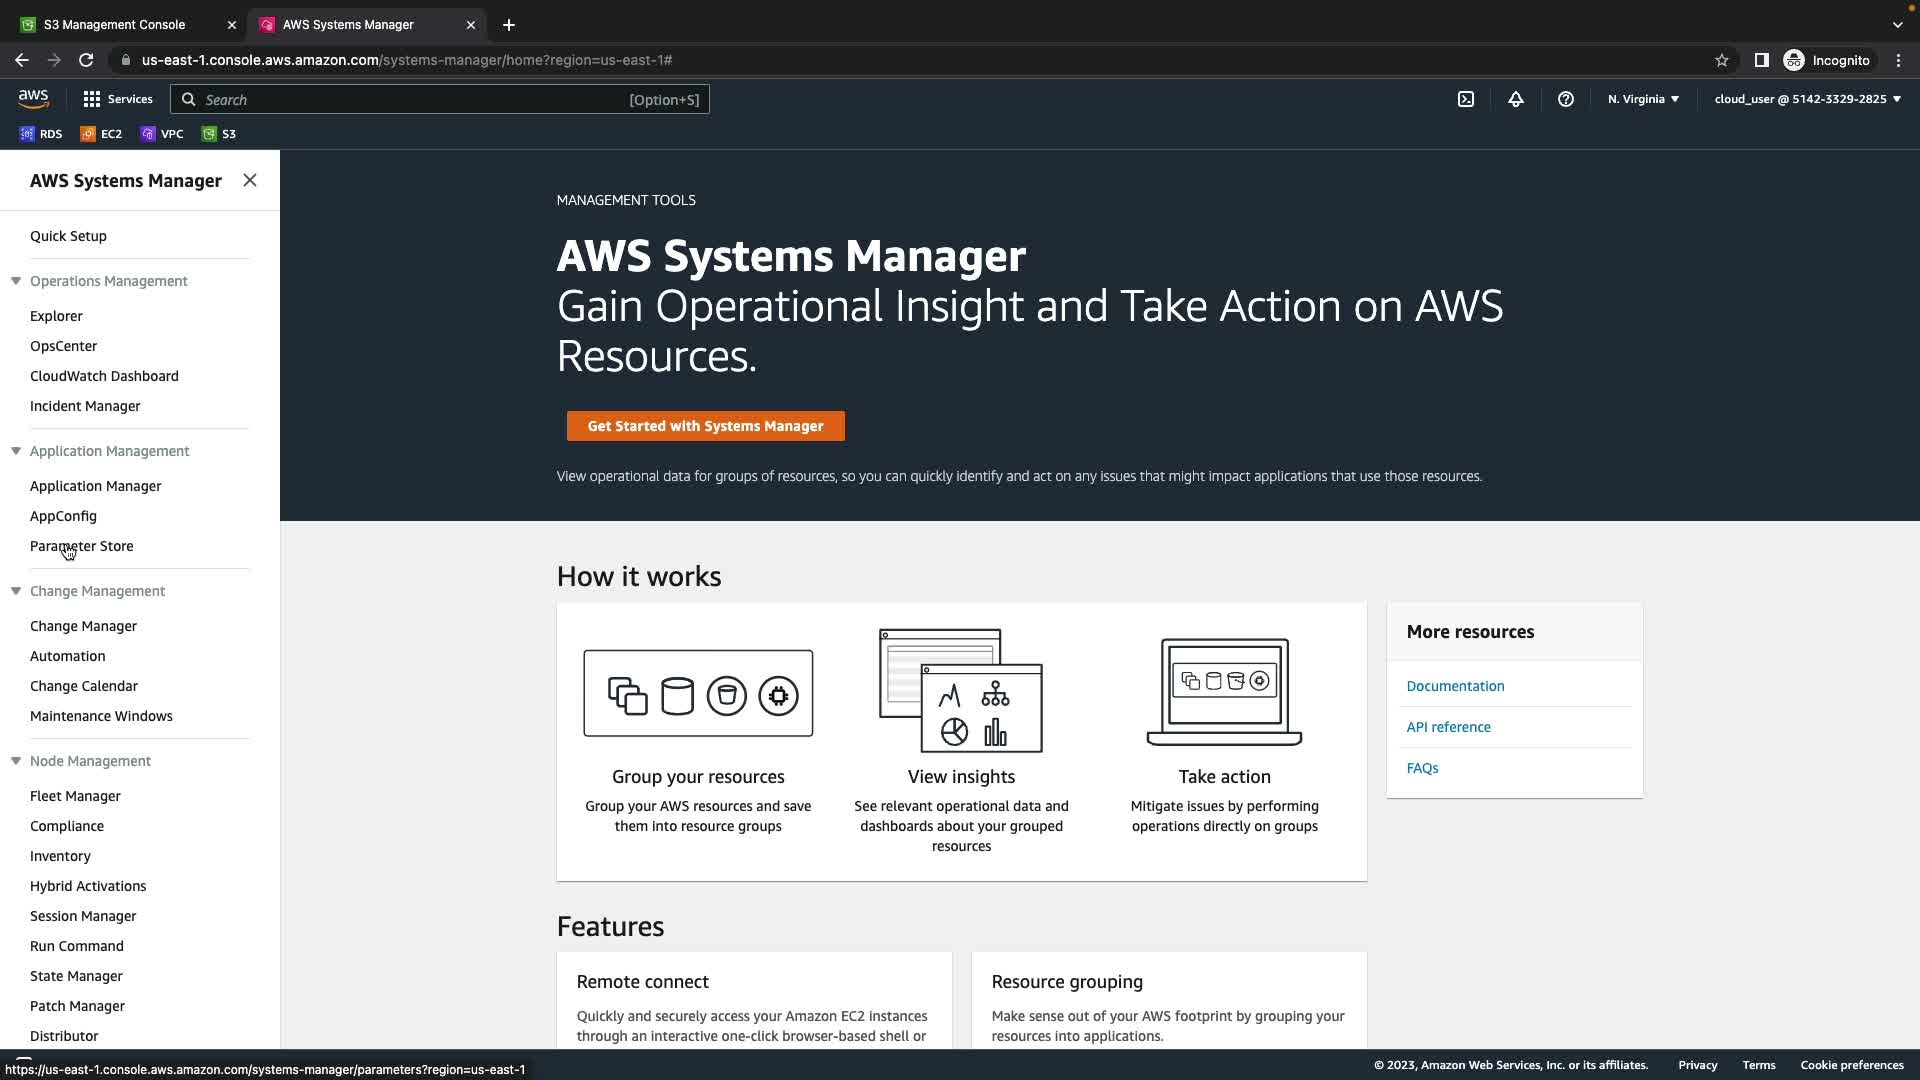 S3 Management Console
AWS Systems Manager
us-east-1.console.aws.amazon.com/systems-manager/home?region=us-east-1#
Incognito
aws
Services
Search
[Option+S]
N. Virginia
cloud_user @ 5142-3329-2825
RDS
EC2
VPC
S3
AWS Systems Manager
Quick Setup
Operations Management
Explorer
OpsCenter
CloudWatch Dashboard
Incident Manager
Application Management
Application Manager
AppConfig
Parameter Store
Change Management
Change Manager
Automation
Change Calendar
Maintenance Windows
Node Management
Fleet Manager
Compliance
Inventory
Hybrid Activations
Session Manager
Run Command
State Manager
Patch Manager
Distributor
MANAGEMENT TOOLS
AWS Systems Manager
Gain Operational Insight and Take Action on AWS
Resources.
Get Started with Systems Manager
View operational data for groups of resources, so you can quickly identify and act on any issues that might impact applications that use those resources.
How it works
Group your resources
Group your AWS resources and save
them into resource groups
View insights
See relevant operational data and
dashboards about your grouped
resources
Take action
Mitigate issues by performing
operations directly on groups
More resources
Documentation
API reference
FAQs
Features
Remote connect
Quickly and securely access your Amazon EC2 instances
through an interactive one-click browser-based shell or
Resource grouping
Make sense out of your AWS footprint by grouping your
resources into applications.
https://us-east-1.console.aws.amazon.com/systems-manager/parameters?region=us-east-1
© 2023, Amazon Web Services, Inc. or its affiliates.
Privacy
Terms
Cookie preferences